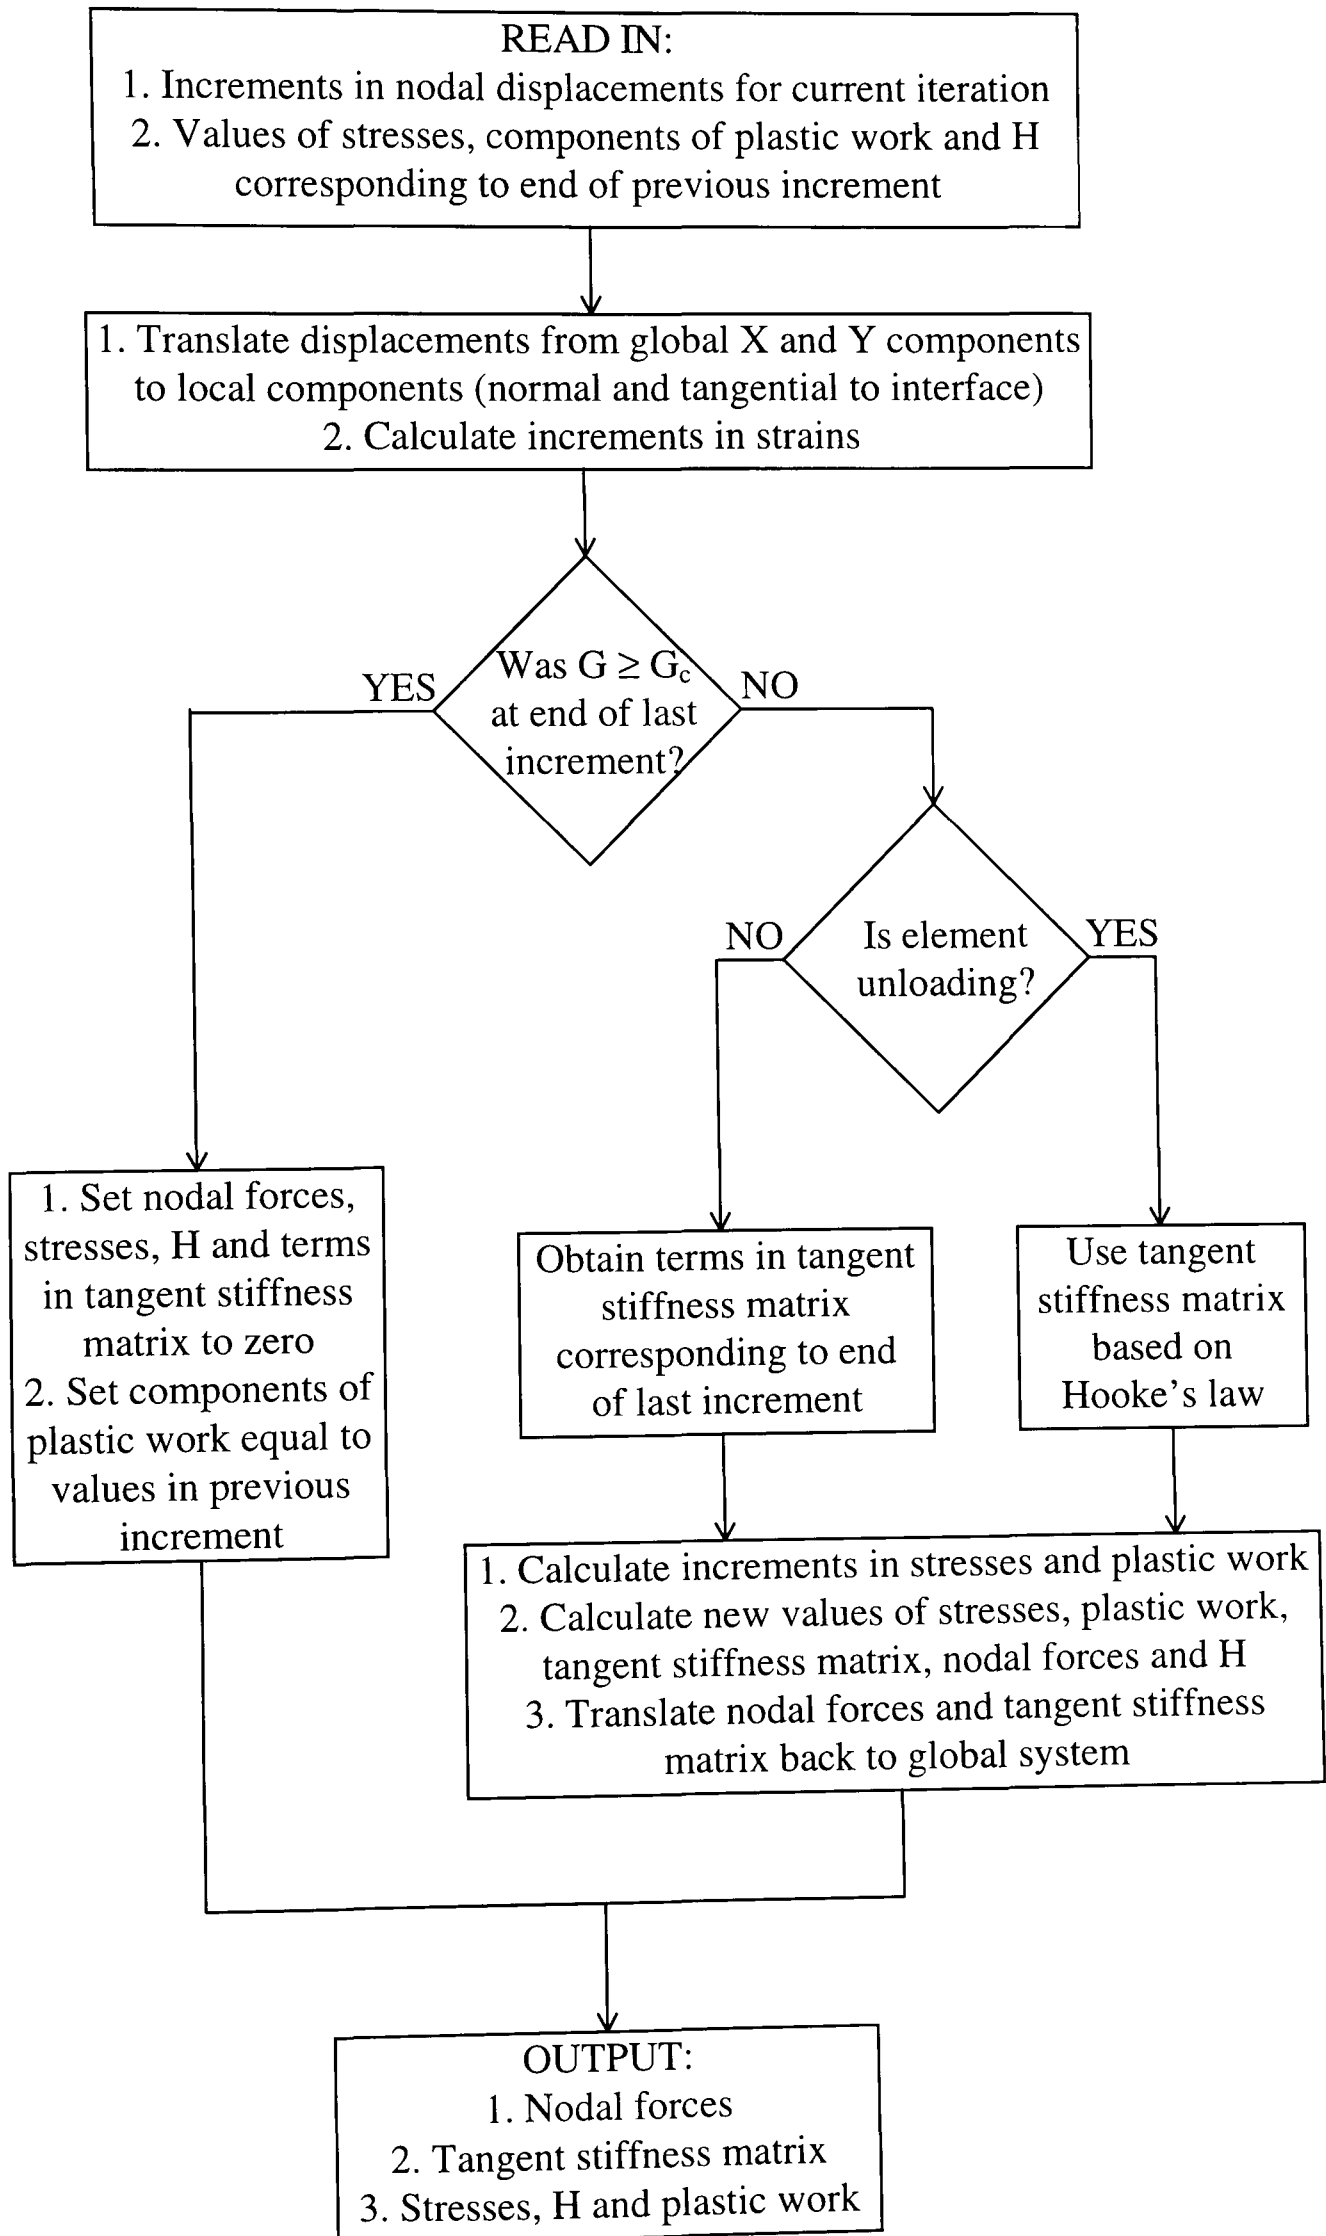 READ IN:
1. Increments in nodal displacements for current iteration
2. Values of stresses, components of plastic work and H
corresponding to end of previous increment
1. Translate displacements from global X and Y components
to local components (normal and tangential to interface)
2. Calculate increments in strains
Was G ≥ Gc
at end of last
increment?
YES
NO
Is element
unloading?
NO
YES
1. Set nodal forces,
stresses, H and terms
in tangent stiffness
matrix to zero
2. Set components of
plastic work equal to
values in previous
increment
Obtain terms in tangent
stiffness matrix
corresponding to end
of last increment
Use tangent
stiffness matrix
based on
Hooke's law
1. Calculate increments in stresses and plastic work
2. Calculate new values of stresses, plastic work,
tangent stiffness matrix, nodal forces and H
3. Translate nodal forces and tangent stiffness
matrix back to global system
OUTPUT:
1. Nodal forces
2. Tangent stiffness matrix
3. Stresses, H and plastic work